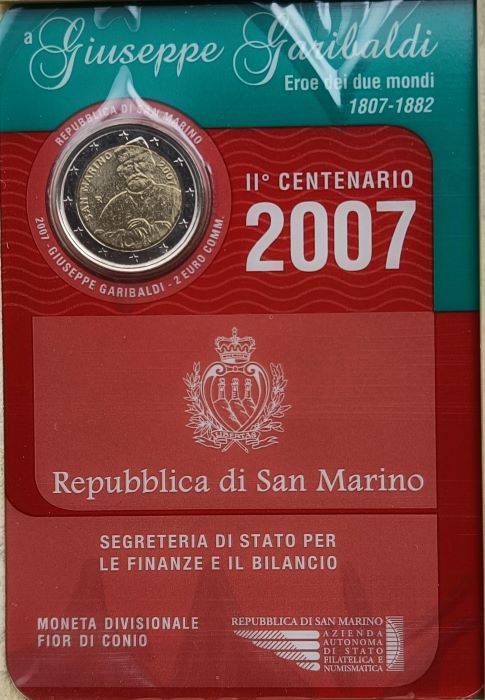 a Giuseppe Garibaldi
Eroe dei due mondi
1807-1882
REPUBBLICA DI SAN MARINO
SAN MARINO 2007
2007 - GIUSEPPE GARIBALDI - 2 EURO COMM.
II° CENTENARIO
2007
LIBERTAS
Repubblica di San Marino
SEGRETERIA DI STATO PER
LE FINANZE E IL BILANCIO
MONETA DIVISIONALE
FIOR DI CONIO
REPUBBLICA DI SAN MARINO
AZIENDA
AUTONOMA
DI STATO
FILATELICA E
NUMISMATICA